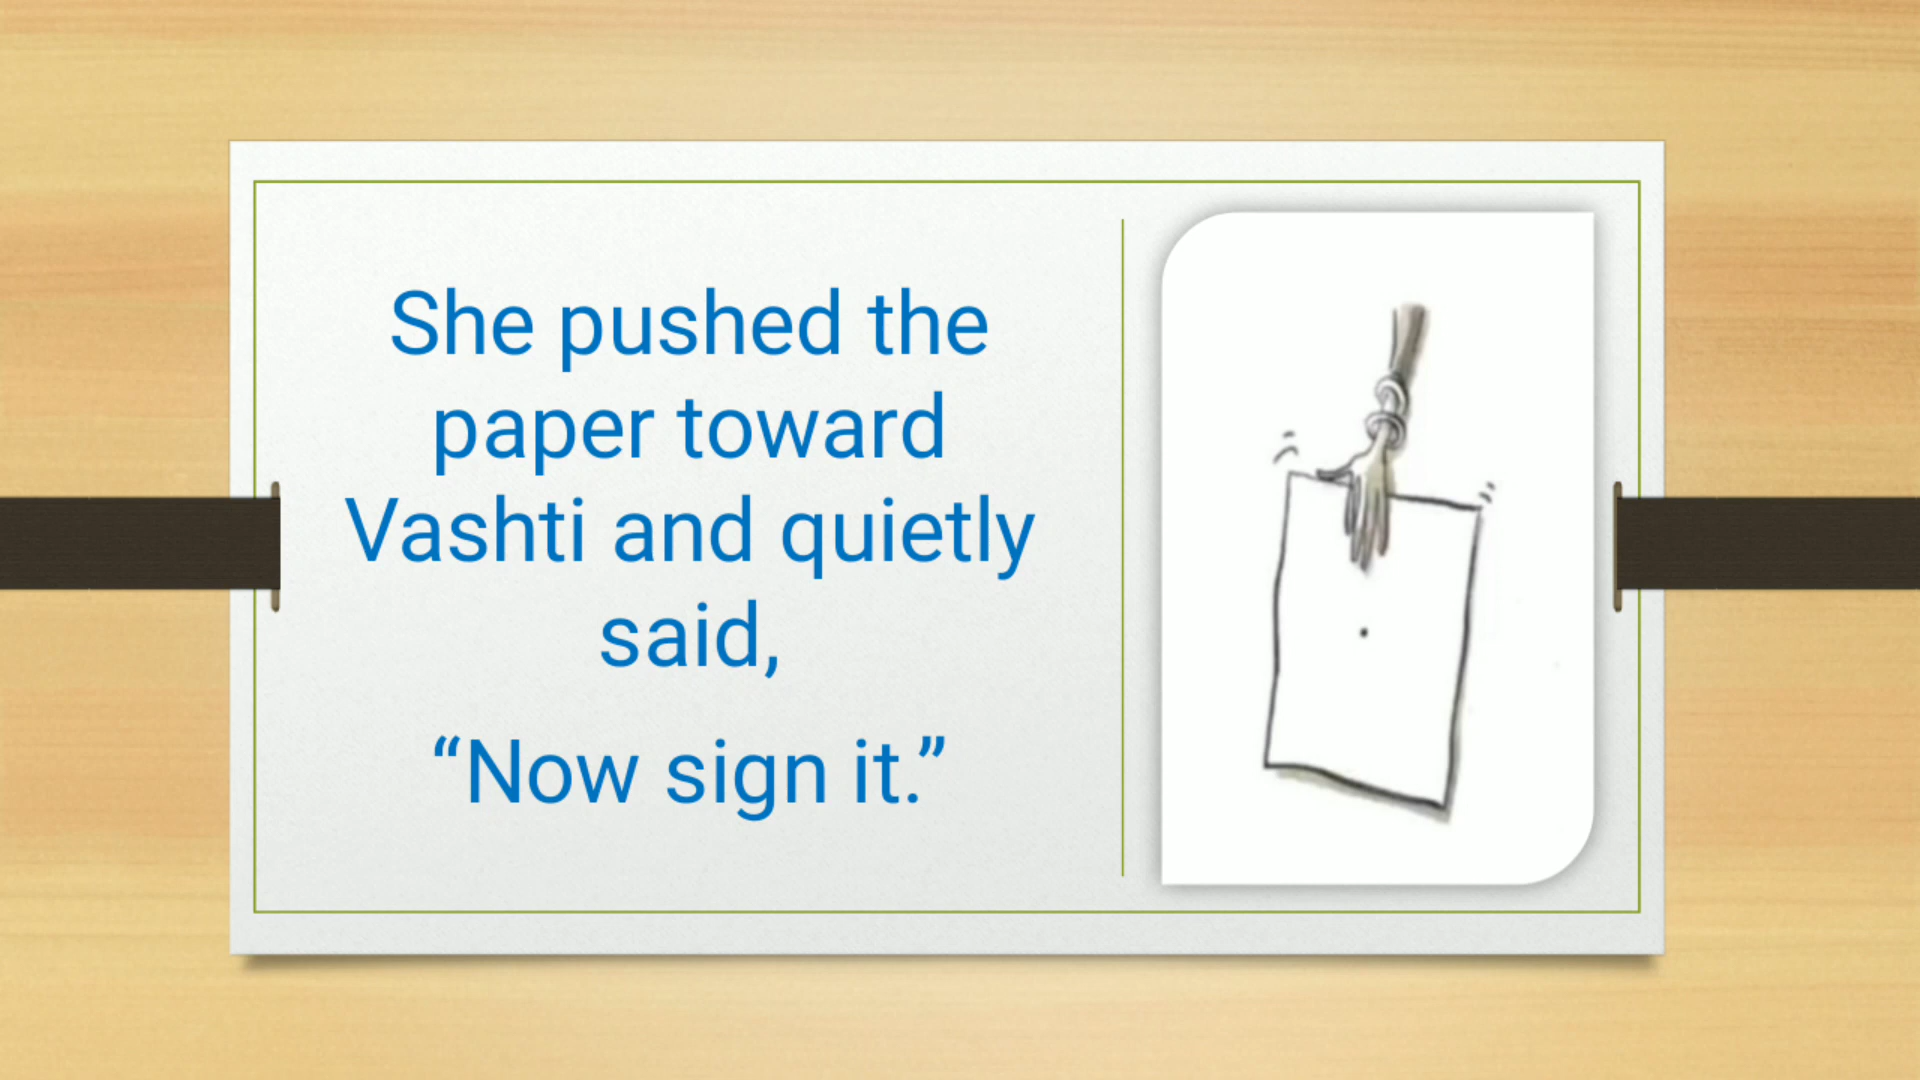 She pushed the
paper toward
Vashti and quietly
said,
“Now sign it.”